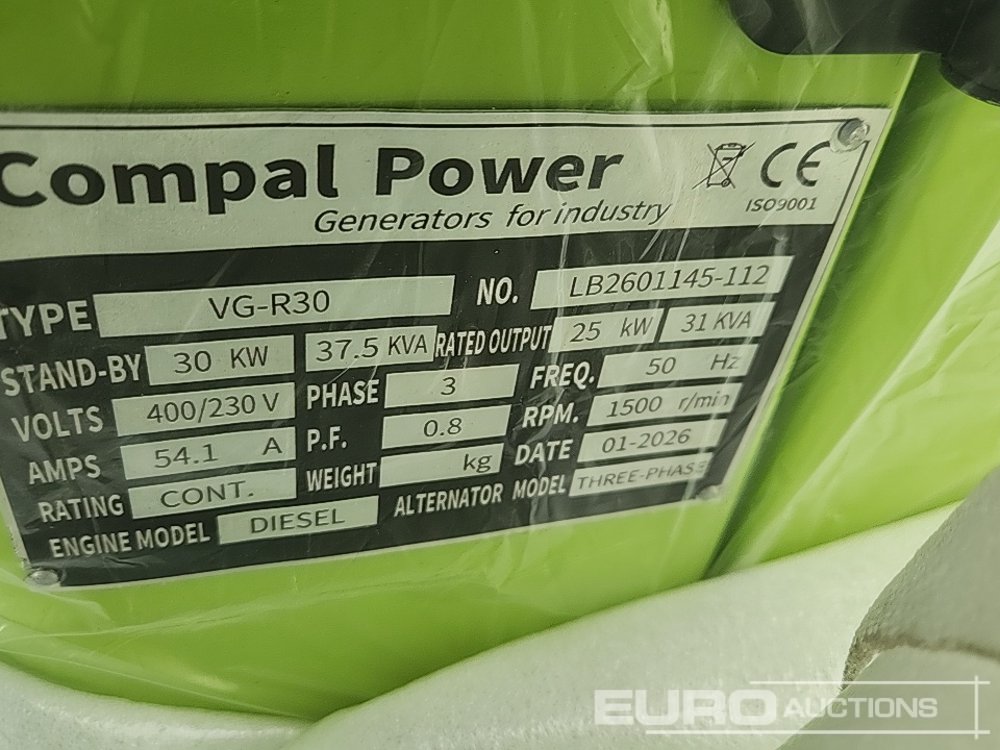 Compal Power
Generators for industry
CE
ISO9001
TYPE VG-R30 NO. LB2601145-112
STAND-BY 30 KW 37.5 KVA RATED OUTPUT 25 kW 31 KVA
VOLTS 400/230 V PHASE 3 FREQ. 50 Hz
AMPS 54.1 A P.F. 0.8 RPM. 1500 r/min
RATING CONT. WEIGHT kg DATE 01-2026
ENGINE MODEL DIESEL ALTERNATOR MODEL THREE-PHASE
EURO AUCTIONS